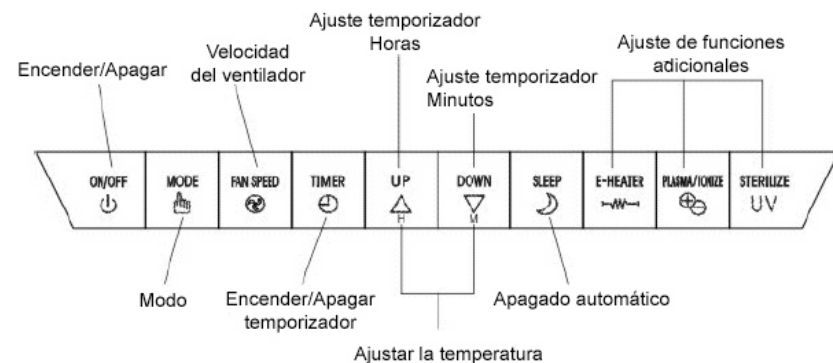 Ajuste temporizador
Horas
Ajuste de funciones
adicionales
Velocidad
del ventilador
Encender/Apagar
Ajuste temporizador
Minutos
ON/OFF
MODE
FAN SPEED
TIMER
UP
DOWN
SLEEP
E-HEATER
PLASMA/IONIZE
STERILIZE
H
M
UV
Modo
Encender/Apagar
temporizador
Apagado automático
Ajustar la temperatura